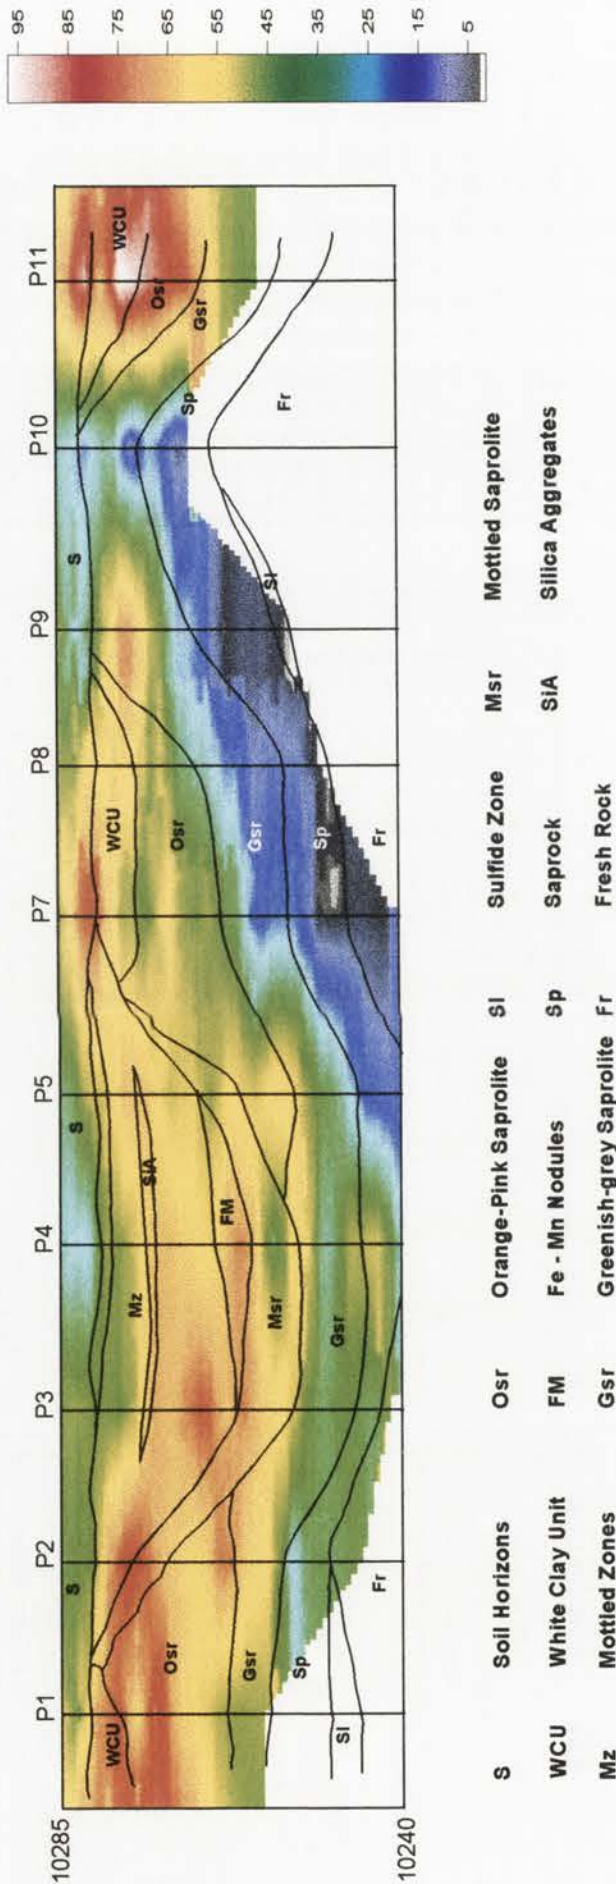 P1 P2 P3 P4 P5 P7 P8 P9 P10 P11
10285
10240
S
S
S
WCU
WCU
WCU
Osr
Mz
SiA
Osr
Osr
Gsr
FM
Msr
Gsr
Gsr
Gsr
Sp
Sp
Sp
Sl
Sl
Fr
Fr
Fr
95
85
75
65
55
45
35
25
15
5
S Soil Horizons Osr Orange-Pink Saprolite Sl Sulfide Zone Msr Mottled Saprolite
WCU White Clay Unit FM Fe - Mn Nodules Sp Saprock SiA Silica Aggregates
Mz Mottled Zones Gsr Greenish-grey Saprolite Fr Fresh Rock